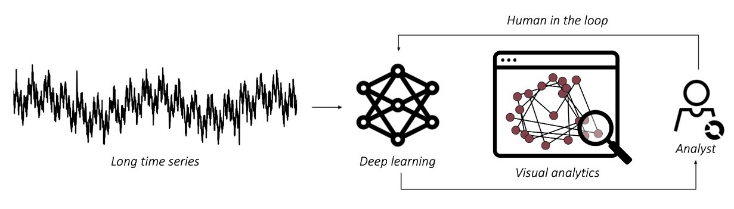 Human in the loop
Long time series
Deep learning
Visual analytics
Analyst